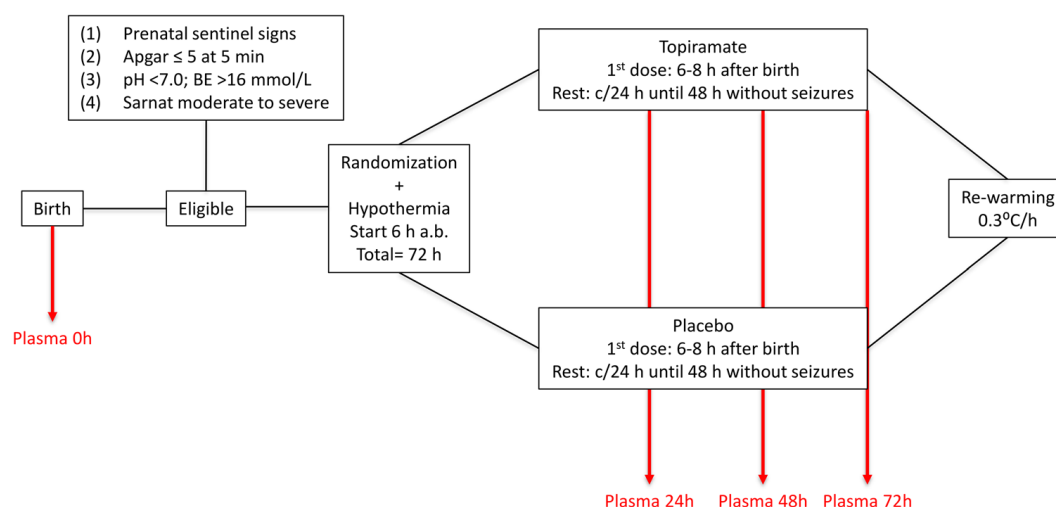 (1) Prenatal sentinel signs
(2) Apgar ≤ 5 at 5 min
(3) pH <7.0; BE >16 mmol/L
(4) Sarnat moderate to severe
Birth
Eligible
Randomization
+
Hypothermia
Start 6 h a.b.
Total= 72 h
Topiramate
1st dose: 6-8 h after birth
Rest: c/24 h until 48 h without seizures
Re-warming
0.3ºC/h
Plasma 0h
Placebo
1st dose: 6-8 h after birth
Rest: c/24 h until 48 h without seizures
Plasma 24h
Plasma 48h
Plasma 72h